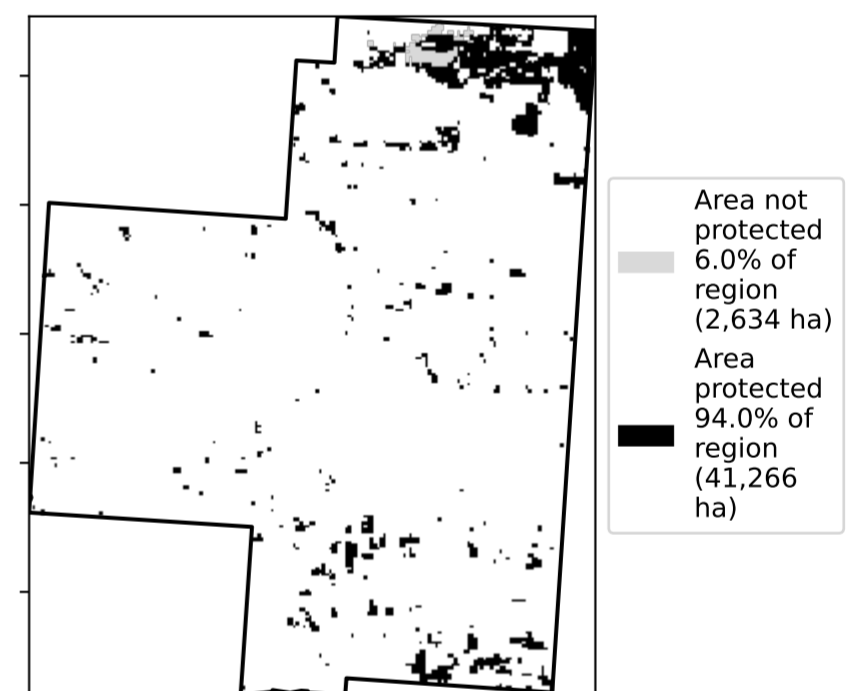 Area not
protected
6.0% of
region
(2,634 ha)
Area
protected
94.0% of
region
(41,266
ha)